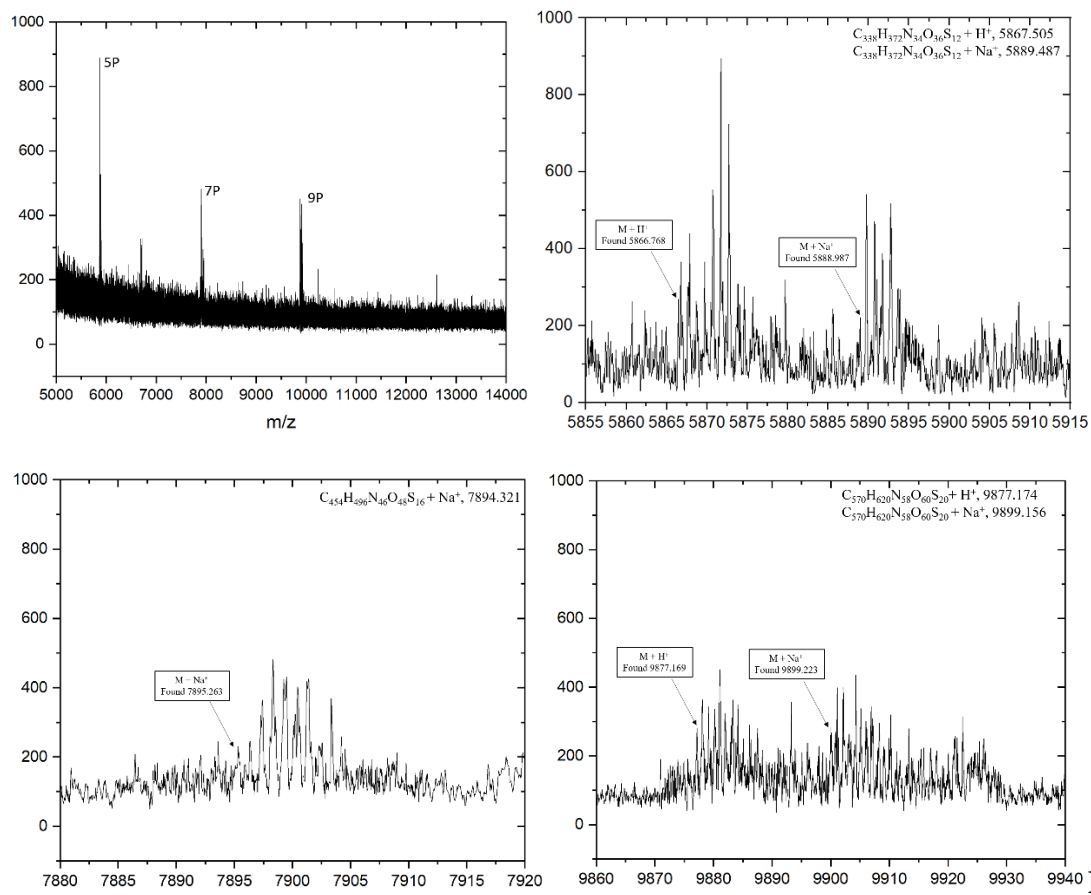 1000
800
600
400
200
0
5P
7P
9P
5000 6000 7000 8000 9000 10000 11000 12000 13000 14000
m/z
1000
800
600
400
200
0
C₃₃₈H₃₇₂N₃₄O₃₆S₁₂ + H⁺, 5867.505
C₃₃₈H₃₇₂N₃₄O₃₆S₁₂ + Na⁺, 5889.487
M + H⁺
Found 5866.768
M + Na⁺
Found 5888.987
5855 5860 5865 5870 5875 5880 5885 5890 5895 5900 5905 5910 5915
1000
800
600
400
200
0
C₄₅₄H₄₉₆N₄₆O₄₈S₁₆ + Na⁺, 7894.321
M + Na⁺
Found 7895.263
7880 7885 7890 7895 7900 7905 7910 7915 7920
1000
800
600
400
200
0
C₅₇₀H₆₂₀N₅₈O₆₀S₂₀ + H⁺, 9877.174
C₅₇₀H₆₂₀N₅₈O₆₀S₂₀ + Na⁺, 9899.156
M + H⁺
Found 9877.169
M + Na⁺
Found 9899.223
9860 9870 9880 9890 9900 9910 9920 9930 9940